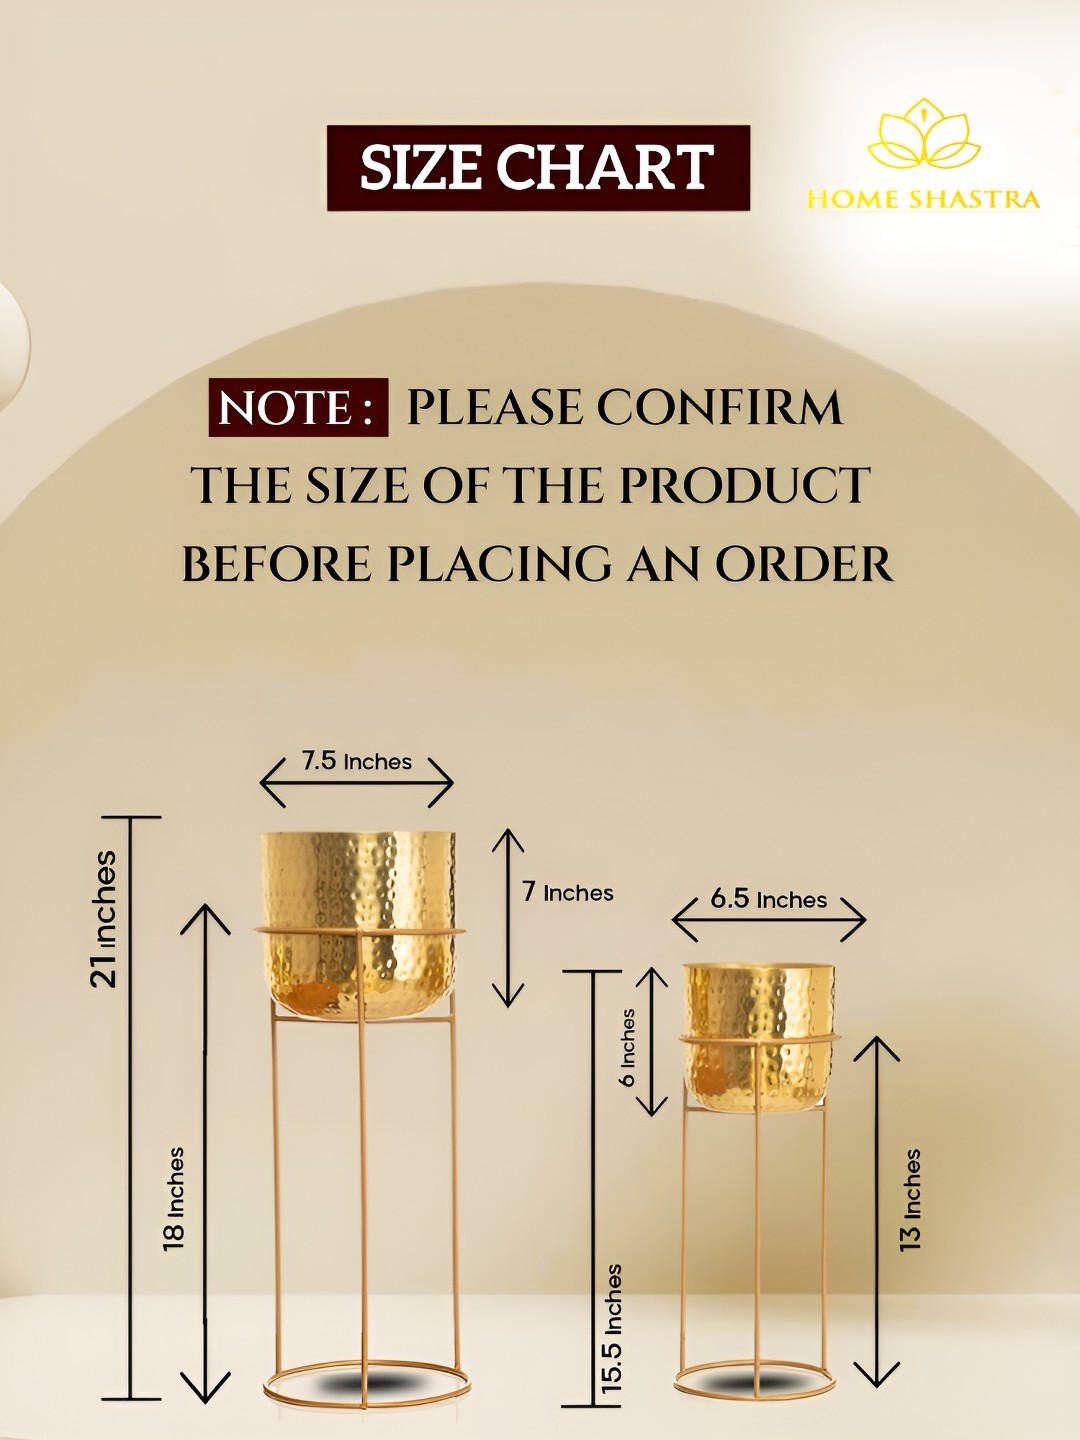 SIZE CHART
HOME SHASTRA
NOTE : PLEASE CONFIRM
THE SIZE OF THE PRODUCT
BEFORE PLACING AN ORDER
7.5 Inches
21 Inches
7 Inches
18 Inches
6.5 Inches
6 Inches
13 Inches
15.5 Inches